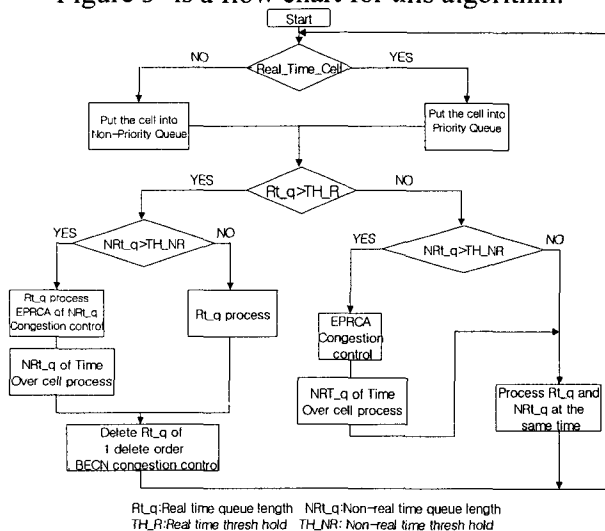 Figure 3 is a flow chart for this algorithm.
Start
NO
Real_Time_Cell
YES
Put the cell into
Non-Priority Queue
Put the cell into
Priority Queue
YES
Rt_q>TH_R
NO
YES
NRt_q>TH_NR
NO
YES
NRt_q>TH_NR
NO
Rt_q process
EPRCA of NRt_q
Congestion control
Rt_q process
EPRCA
Congestion
control
NRt_q of Time
Over cell process
NRT_q of Time
Over cell process
Process Rt_q and
NRt_q at the
same time
Delete Rt_q of
1 delete order
BECN congestion control
Rt_q:Real time queue length NRt_q:Non-real time queue length
TH_R:Real time thresh hold TH_NR: Non-real time thresh hold